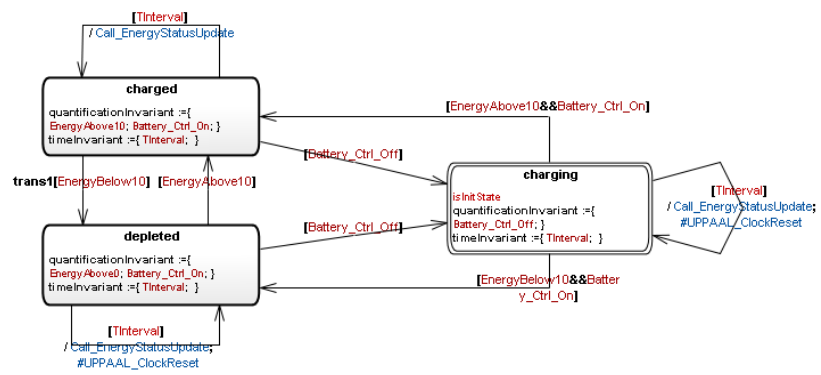 [TInterval]
/ Call_EnergyStatusUpdate
charged
quantificationInvariant :={
EnergyAbove10; Battery_Ctrl_On; }
timeInvariant :={ TInterval;  }
[EnergyAbove10&&Battery_Ctrl_On]
[Battery_Ctrl_Off]
trans1[EnergyBelow10]
[EnergyAbove10]
charging
isInitState
quantificationInvariant :={
Battery_Ctrl_Off; }
timeInvariant :={ TInterval;  }
[TInterval]
/ Call_EnergyStatusUpdate;
#UPPAAL_ClockReset
depleted
quantificationInvariant :={
EnergyAbove0; Battery_Ctrl_On; }
timeInvariant :={ TInterval;  }
[Battery_Ctrl_Off]
[EnergyBelow10&&Batter
y_Ctrl_On]
[TInterval]
/ Call_EnergyStatusUpdate;
#UPPAAL_ClockReset